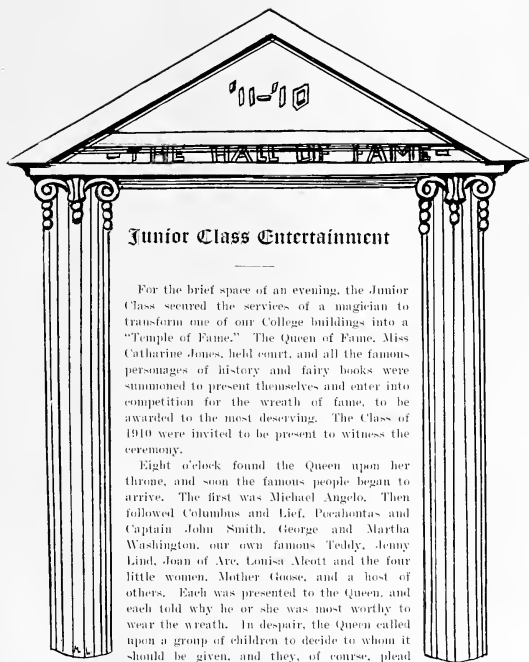 '11-'10
-THE HALL OF FAME-
Junior Class Entertainment
For the brief space of an evening, the Junior
Class secured the services of a magician to
transform one of our College buildings into a
“Temple of Fame.” The Queen of Fame, Miss
Catharine Jones, held court, and all the famous
personages of history and fairy books were
summoned to present themselves and enter into
competition for the wreath of fame, to be
awarded to the most deserving. The Class of
1910 were invited to be present to witness the
ceremony.
Eight o'clock found the Queen upon her
throne, and soon the famous people began to
arrive. The first was Michael Angelo. Then
followed Columbus and Lief, Pocahontas and
Captain John Smith, George and Martha
Washington, our own famous Teddy, Jenny
Lind, Joan of Arc, Louisa Alcott and the four
little women, Mother Goose, and a host of
others. Each was presented to the Queen, and
each told why he or she was most worthy to
wear the wreath. In despair, the Queen called
upon a group of children to decide to whom it
should be given, and they, of course, plead